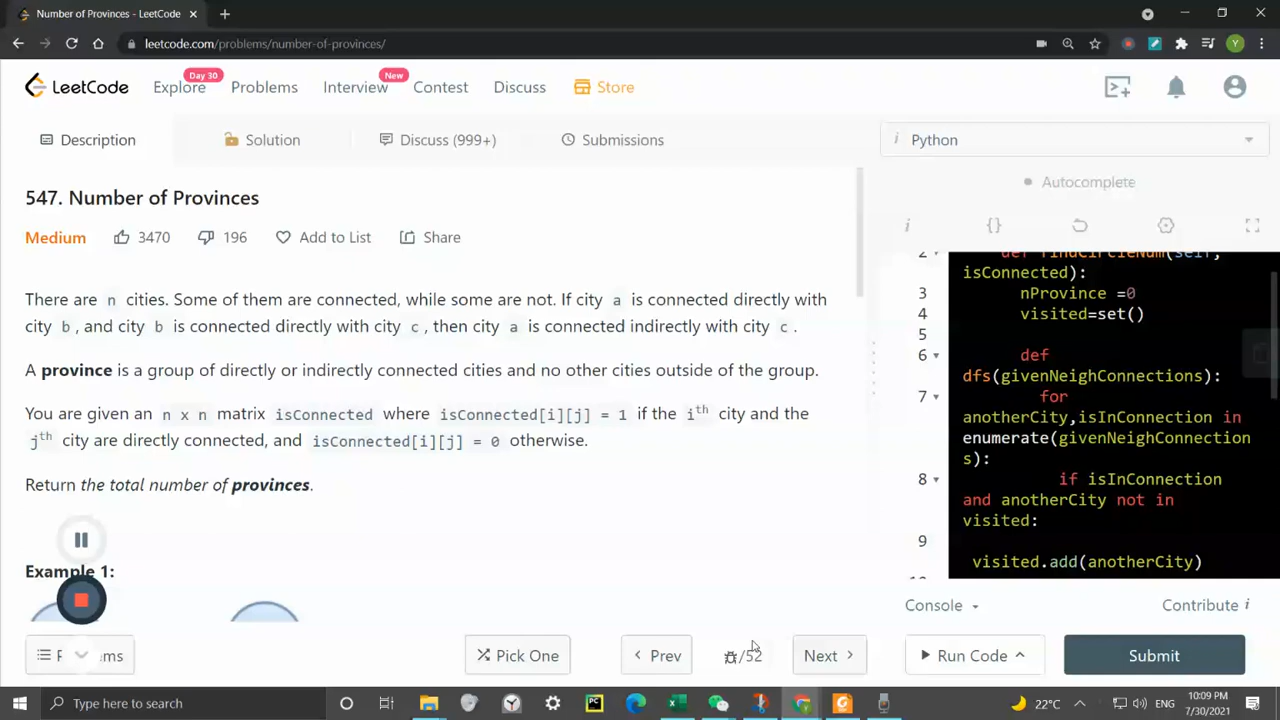 Number of Provinces - LeetCode
leetcode.com/problems/number-of-provinces/
Day 30
New
LeetCode
Explore
Problems
Interview
Contest
Discuss
Store
Description
Solution
Discuss (999+)
Submissions
Python
Autocomplete
547. Number of Provinces
Medium
3470
196
Add to List
Share
There are n cities. Some of them are connected, while some are not. If city a is connected directly with
city b, and city b is connected directly with city c, then city a is connected indirectly with city c.
A province is a group of directly or indirectly connected cities and no other cities outside of the group.
You are given an n x n matrix isConnected where isConnected[i][j] = 1 if the ith city and the
jth city are directly connected, and isConnected[i][j] = 0 otherwise.
Return the total number of provinces.
Example 1:
2 def findCircleNum(self,
isConnected):
3 nProvince =0
4 visited=set()
5
6 def
dfs(givenNeighConnections):
7 for
anotherCity,isInConnection in
enumerate(givenNeighConnection
s):
8 if isInConnection
and anotherCity not in
visited:
9
visited.add(anotherCity)
Console
Contribute i
Pick One
Prev
/52
Next
Run Code
Submit
Type here to search
22°C
ENG
10:09 PM
7/30/2021